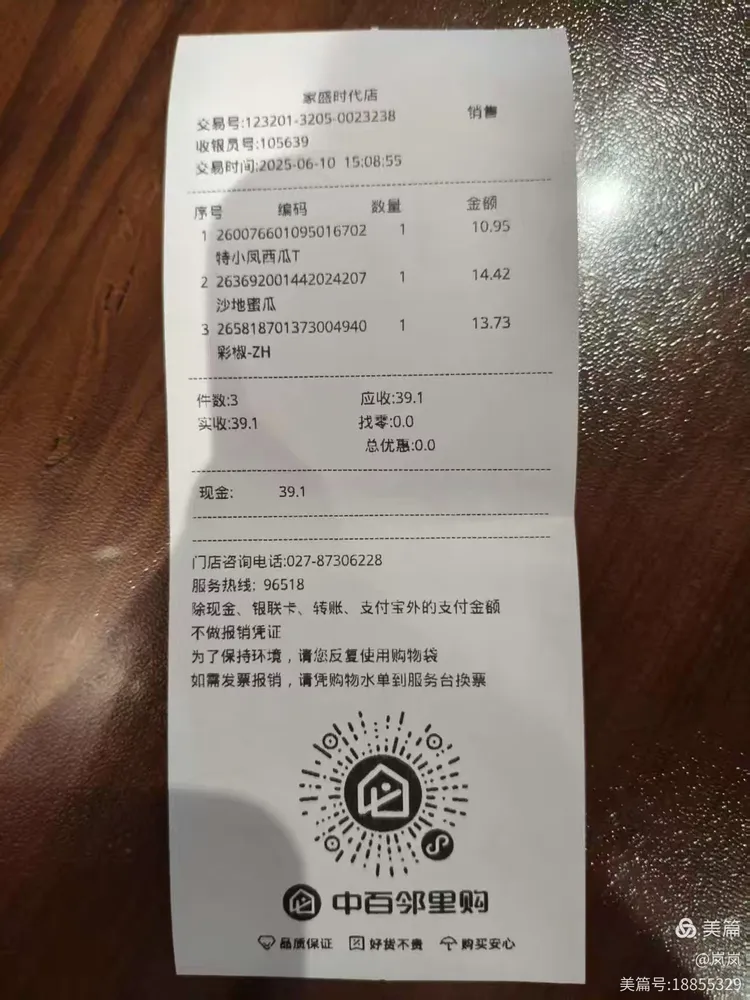 家盛时代店
交易号:123201-3205-0023238 销售
收银员号:105639
交易时间:2025-06-10 15:08:55
序号 编码 数量 金额
1 260076601095016702 1 10.95
特小凤西瓜T
2 263692001442024207 1 14.42
沙地蜜瓜
3 265818701373004940 1 13.73
彩椒-ZH
件数:3 应收:39.1
实收:39.1 找零:0.0
总优惠:0.0
现金: 39.1
门店咨询电话:027-87306228
服务热线: 96518
除现金、银联卡、转账、支付宝外的支付金额
不做报销凭证
为了保持环境，请您反复使用购物袋
如需发票报销，请凭购物水单到服务台换票
中百邻里购
品质保证 好货不贵 购买安心
美篇
@岚岚
美篇号:18855329